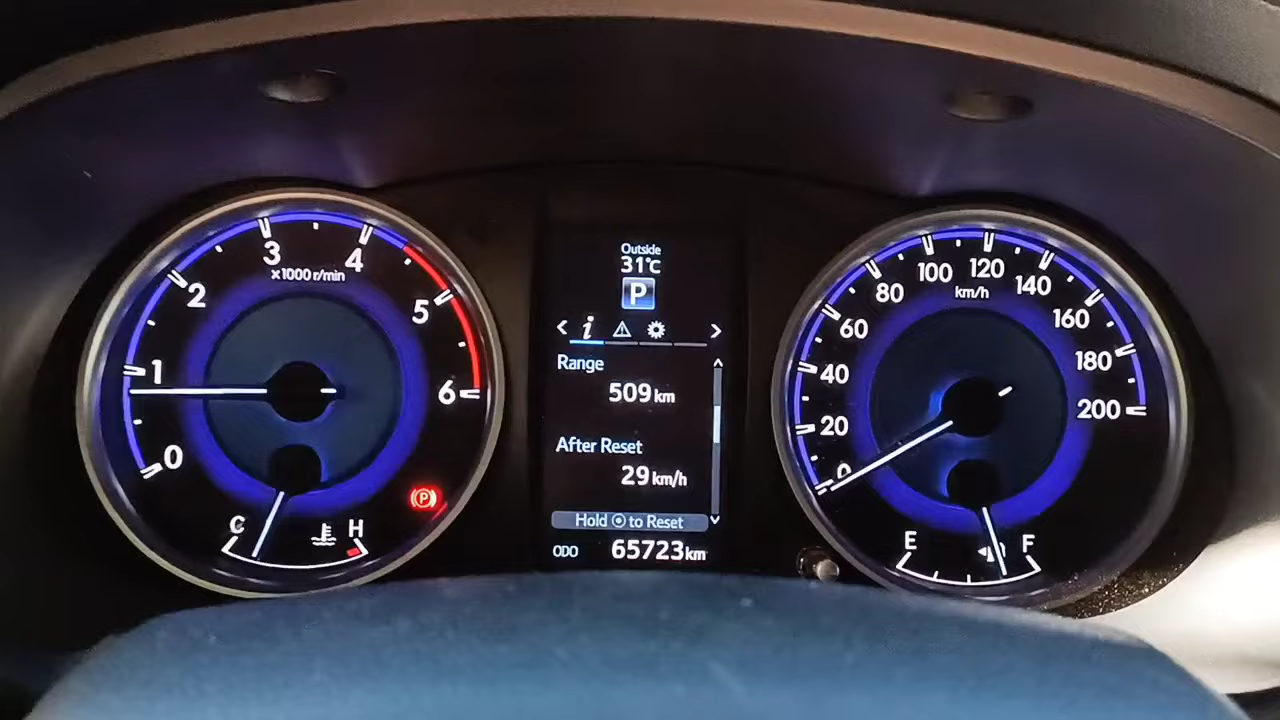 0
1
2
3
4
5
6
x1000 r/min
C
H
(P)
Outside
31°C
P
< i >
Range
509 km
After Reset
29 km/h
Hold ⦿ to Reset
ODO 65723 km
0
20
40
60
80
100
120
140
160
180
200
km/h
E
F